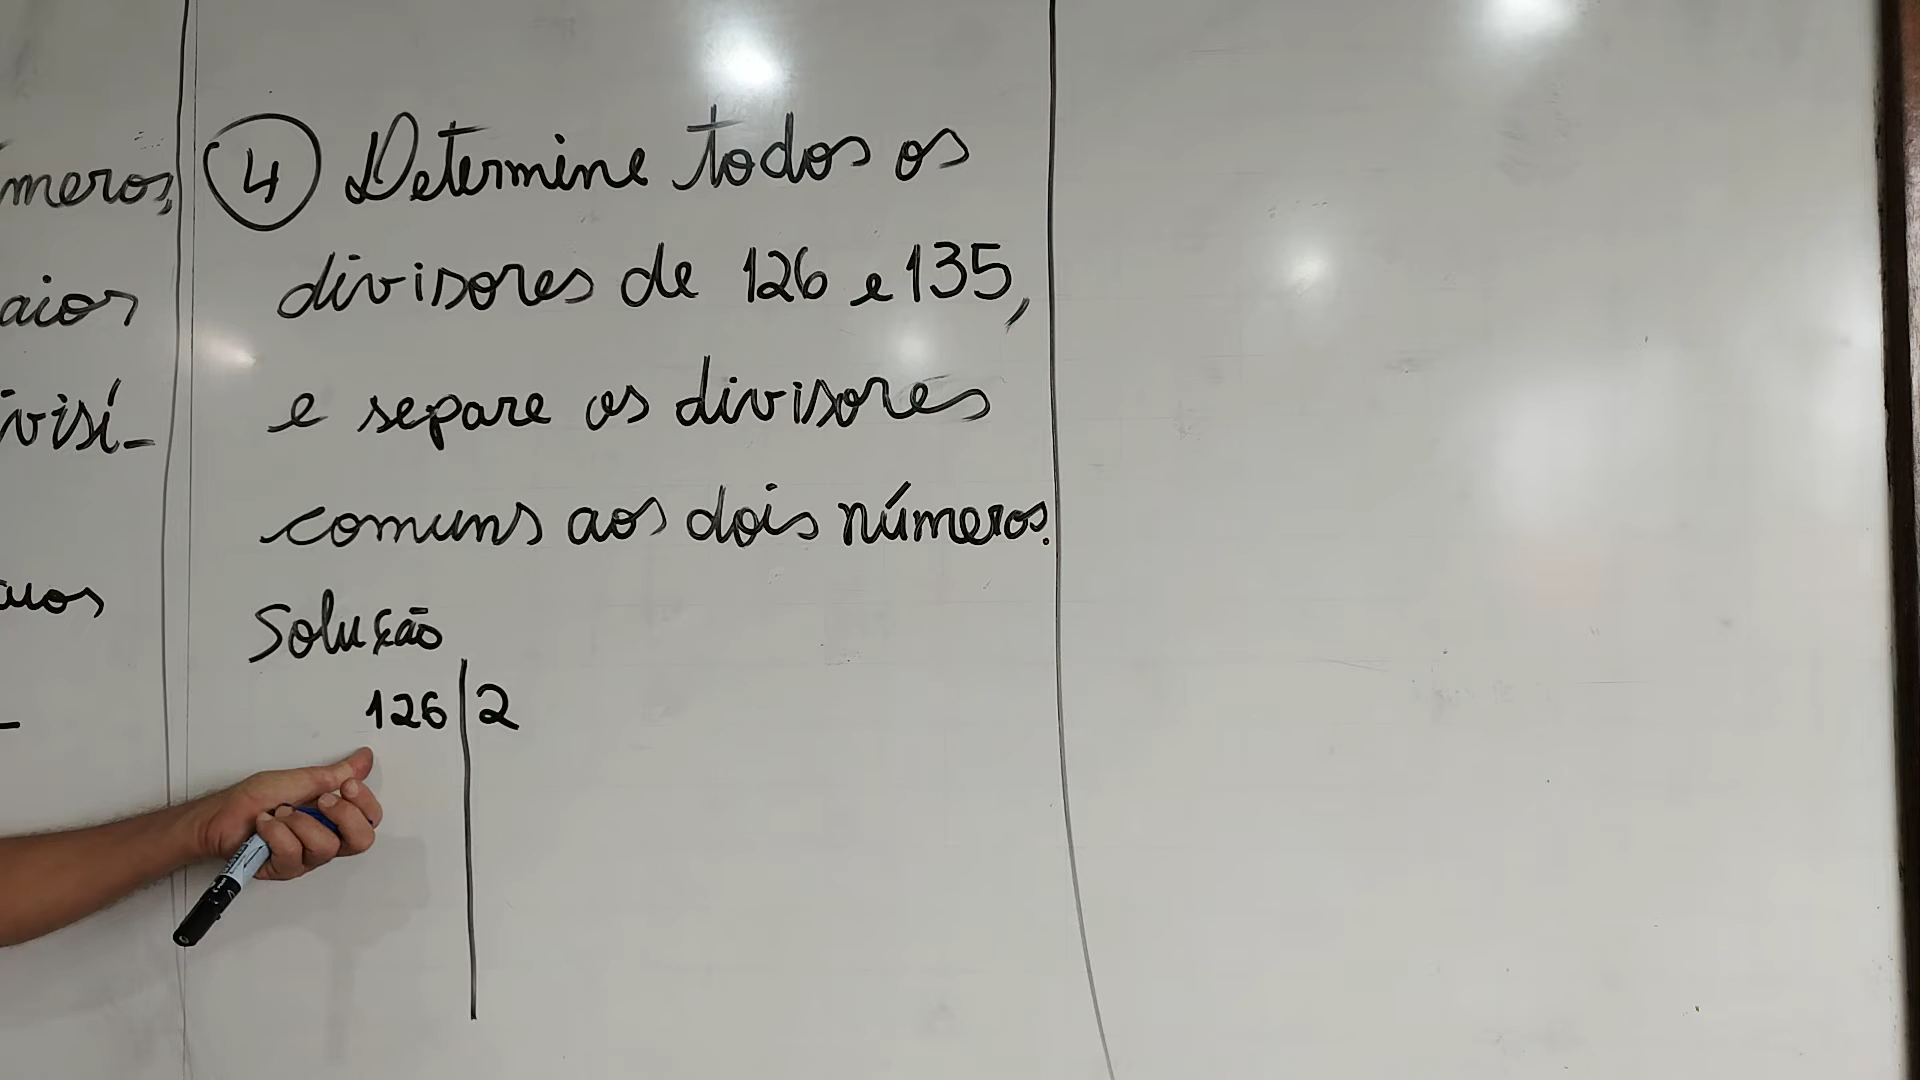 meros,
aior
ivisí-
④ Determine todos os
divisores de 126 e 135,
e separe os divisores
comuns aos dois números.
Solução
126 | 2